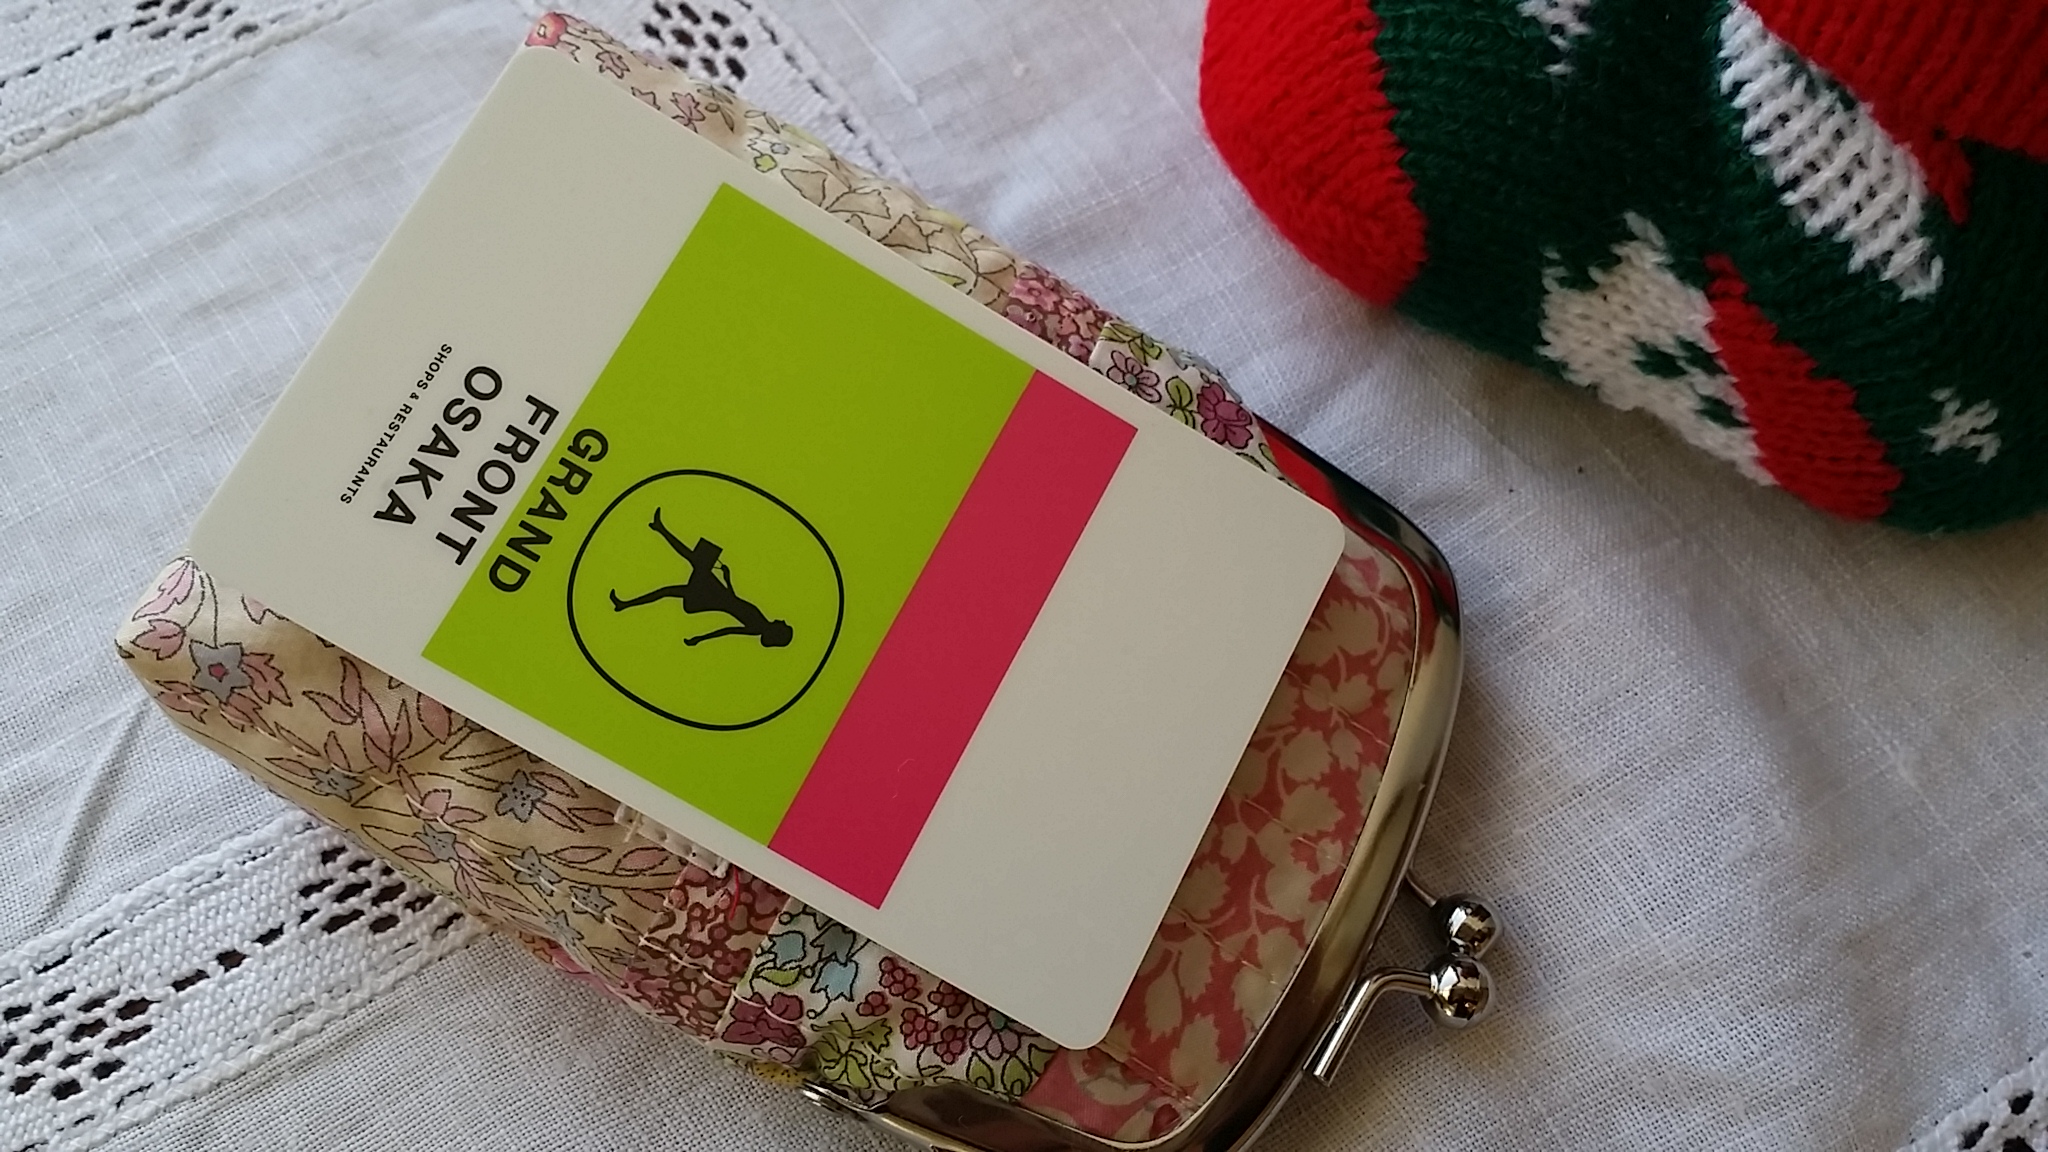 GRAND
FRONT
OSAKA
SHOPS & RESTAURANTS